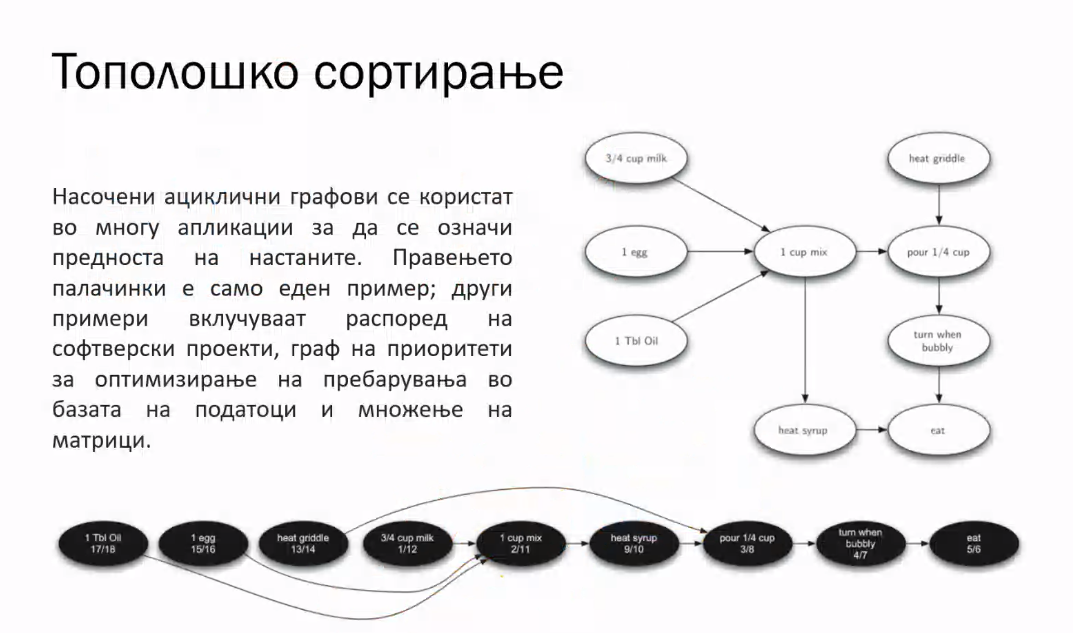 Тополошко сортирање
Насочени ациклични графови се користат
во многу апликации за да се означи
предноста на настаните. Правењето
палачинки е само еден пример; други
примери вклучуваат распоред на
софтверски проекти, граф на приоритети
за оптимизирање на пребарувања во
базата на податоци и множење на
матрици.
3/4 cup milk
heat griddle
1 egg
1 cup mix
pour 1/4 cup
1 Tbl Oil
turn when
bubbly
heat syrup
eat
1 Tbl Oil
17/18
1 egg
15/16
heat griddle
13/14
3/4 cup milk
1/12
1 cup mix
2/11
heat syrup
9/10
pour 1/4 cup
3/8
turn when
bubbly
4/7
eat
5/6